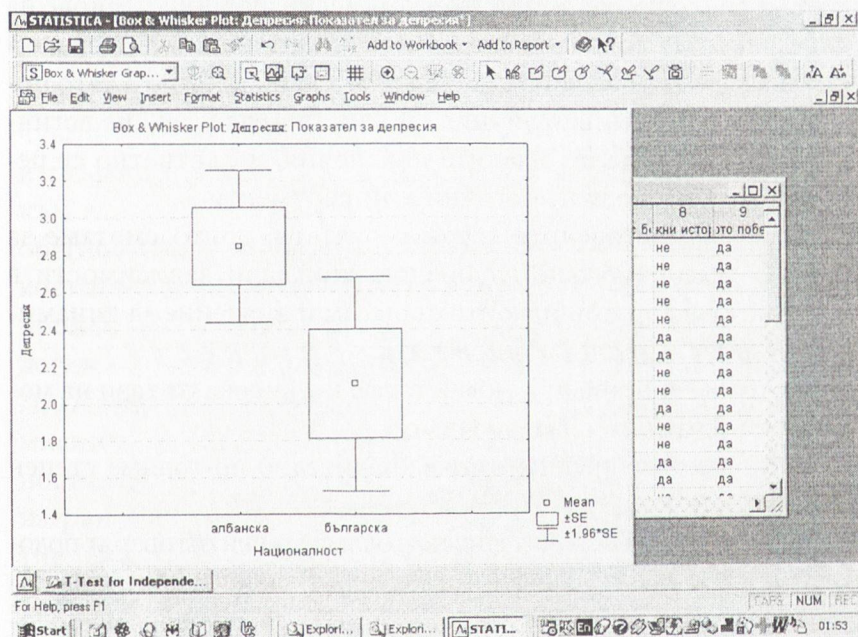 STATISTICA - [Box & Whisker Plot: Депресия: Показател за депресия*]
Add to Workbook Add to Report
Box & Whisker Grap...
File Edit View Insert Format Statistics Graphs Tools Window Help
Box & Whisker Plot: Депресия: Показател за депресия
3.4
3.2
3.0
2.8
2.6
2.4
2.2
2.0
1.8
1.6
1.4
Депресия
албанска българска
Националност
Mean
±SE
±1.96*SE
8 9
не да
не да
не да
не да
да да
да да
не да
не да
да да
не да
не да
да да
да да
T-Test for Independe...
For Help, press F1
CAPS NUM REC
Start Explori... Explori... STATI... 01:53